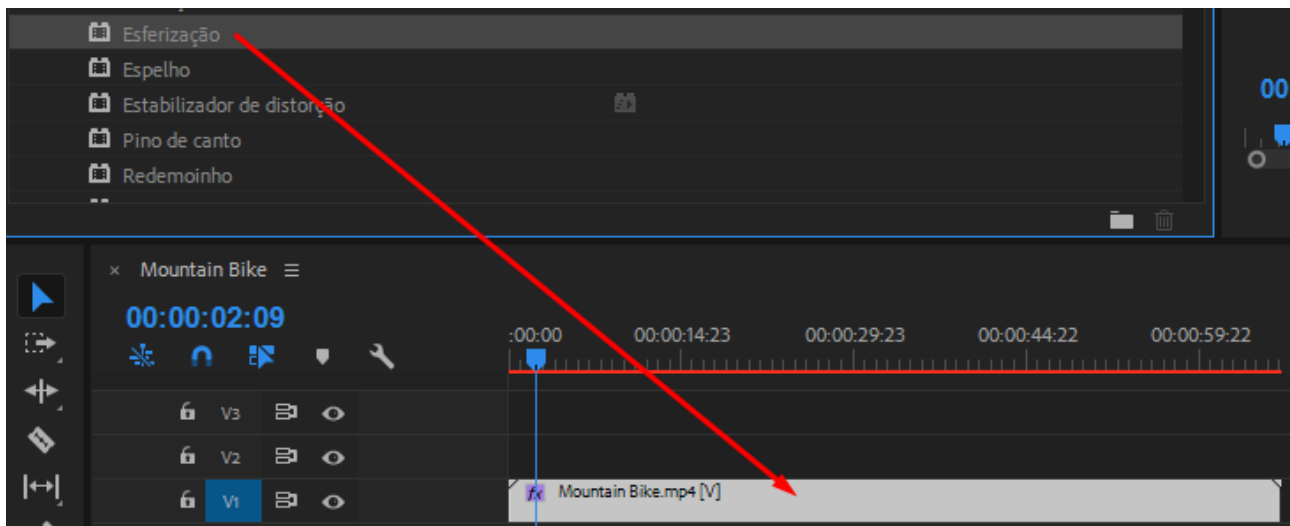 Esferização
Espelho
Estabilizador de distorção
Pino de canto
Redemoinho
00
× Mountain Bike
00:00:02:09
:00:00 00:00:14:23 00:00:29:23 00:00:44:22 00:00:59:22
V3
V2
V1
fx Mountain Bike.mp4 [V]